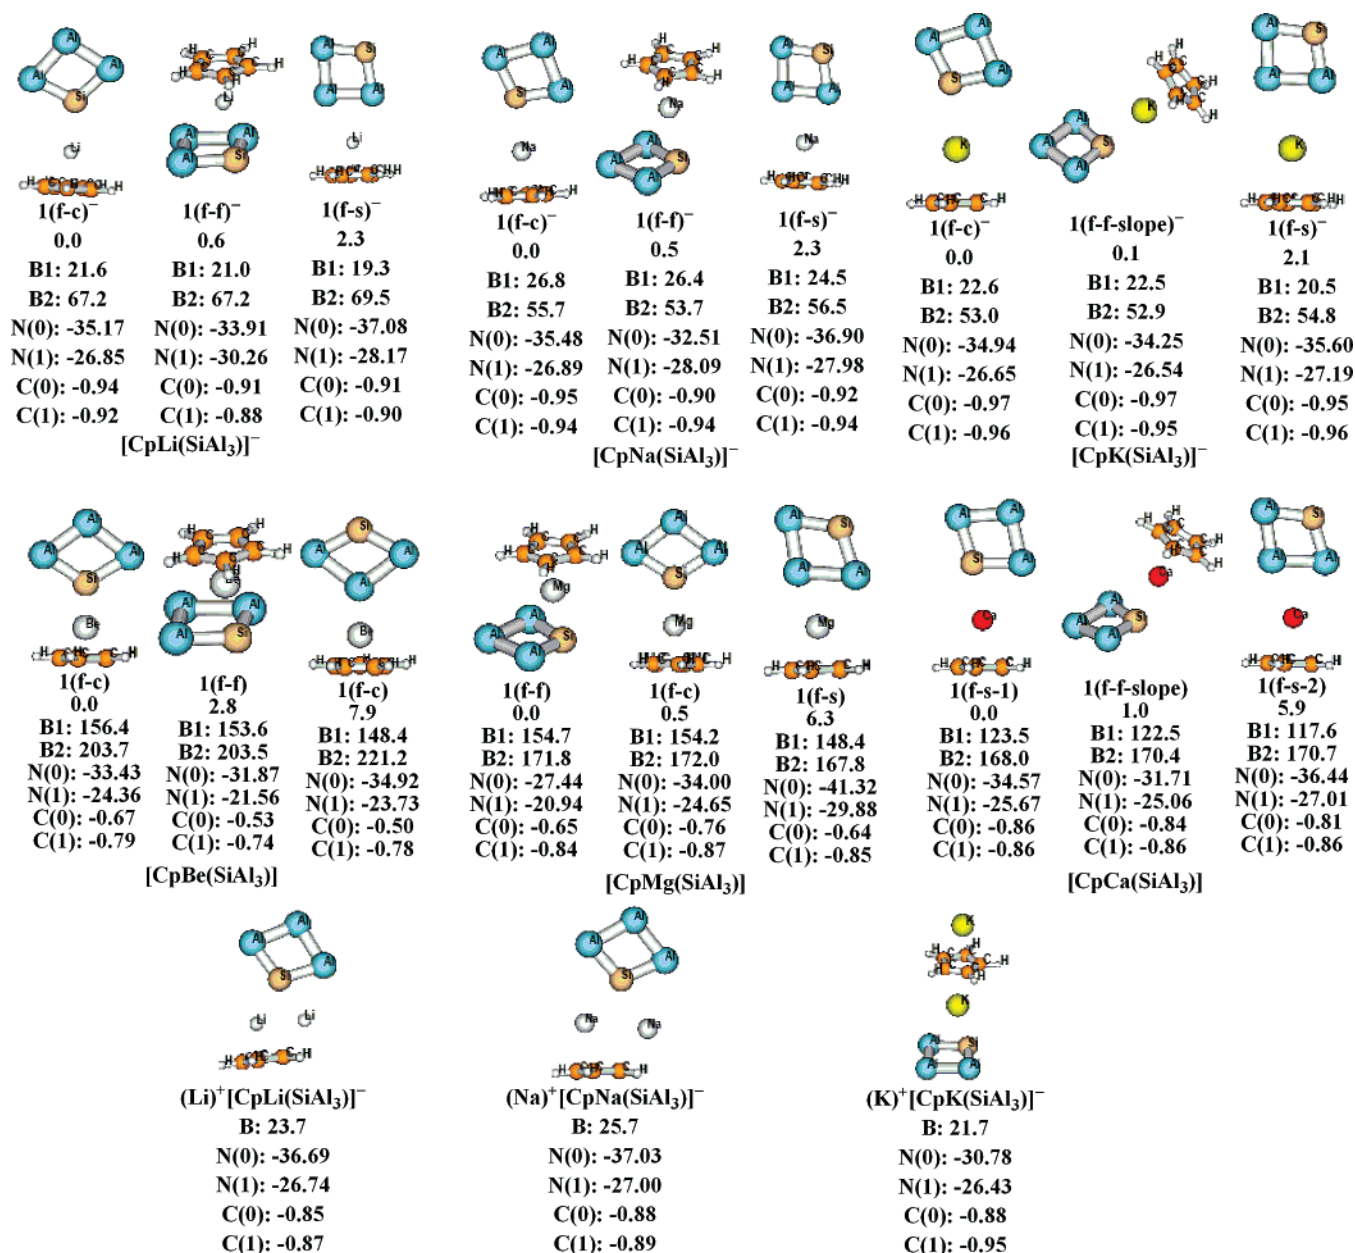 1(f-c)⁻
0.0
B1: 21.6
B2: 67.2
N(0): -35.17
N(1): -26.85
C(0): -0.94
C(1): -0.92
1(f-f)⁻
0.6
B1: 21.0
B2: 67.2
N(0): -33.91
N(1): -30.26
C(0): -0.91
C(1): -0.88
1(f-s)⁻
2.3
B1: 19.3
B2: 69.5
N(0): -37.08
N(1): -28.17
C(0): -0.91
C(1): -0.90
[CpLi(SiAl₃)]⁻
1(f-c)⁻
0.0
B1: 26.8
B2: 55.7
N(0): -35.48
N(1): -26.89
C(0): -0.95
C(1): -0.94
1(f-f)⁻
0.5
B1: 26.4
B2: 53.7
N(0): -32.51
N(1): -28.09
C(0): -0.90
C(1): -0.94
1(f-s)⁻
2.3
B1: 24.5
B2: 56.5
N(0): -36.90
N(1): -27.98
C(0): -0.92
C(1): -0.94
[CpNa(SiAl₃)]⁻
1(f-c)⁻
0.0
B1: 22.6
B2: 53.0
N(0): -34.94
N(1): -26.65
C(0): -0.97
C(1): -0.96
1(f-f-slope)⁻
0.1
B1: 22.5
B2: 52.9
N(0): -34.25
N(1): -26.54
C(0): -0.97
C(1): -0.95
1(f-s)⁻
2.1
B1: 20.5
B2: 54.8
N(0): -35.60
N(1): -27.19
C(0): -0.95
C(1): -0.96
[CpK(SiAl₃)]⁻
1(f-c)
0.0
B1: 156.4
B2: 203.7
N(0): -33.43
N(1): -24.36
C(0): -0.67
C(1): -0.79
1(f-f)
2.8
B1: 153.6
B2: 203.5
N(0): -31.87
N(1): -21.56
C(0): -0.53
C(1): -0.74
1(f-c)
7.9
B1: 148.4
B2: 221.2
N(0): -34.92
N(1): -23.73
C(0): -0.50
C(1): -0.78
[CpBe(SiAl₃)]
1(f-f)
0.0
B1: 154.7
B2: 171.8
N(0): -27.44
N(1): -20.94
C(0): -0.65
C(1): -0.84
1(f-c)
0.5
B1: 154.2
B2: 172.0
N(0): -34.00
N(1): -24.65
C(0): -0.76
C(1): -0.87
1(f-s)
6.3
B1: 148.4
B2: 167.8
N(0): -41.32
N(1): -29.88
C(0): -0.64
C(1): -0.85
[CpMg(SiAl₃)]
1(f-s-1)
0.0
B1: 123.5
B2: 168.0
N(0): -34.57
N(1): -25.67
C(0): -0.86
C(1): -0.86
1(f-f-slope)
1.0
B1: 122.5
B2: 170.4
N(0): -31.71
N(1): -25.06
C(0): -0.84
C(1): -0.86
1(f-s-2)
5.9
B1: 117.6
B2: 170.7
N(0): -36.44
N(1): -27.01
C(0): -0.81
C(1): -0.86
[CpCa(SiAl₃)]
(Li)⁺[CpLi(SiAl₃)]⁻
B: 23.7
N(0): -36.69
N(1): -26.74
C(0): -0.85
C(1): -0.87
(Na)⁺[CpNa(SiAl₃)]⁻
B: 25.7
N(0): -37.03
N(1): -27.00
C(0): -0.88
C(1): -0.89
(K)⁺[CpK(SiAl₃)]⁻
B: 21.7
N(0): -30.78
N(1): -26.43
C(0): -0.88
C(1): -0.95